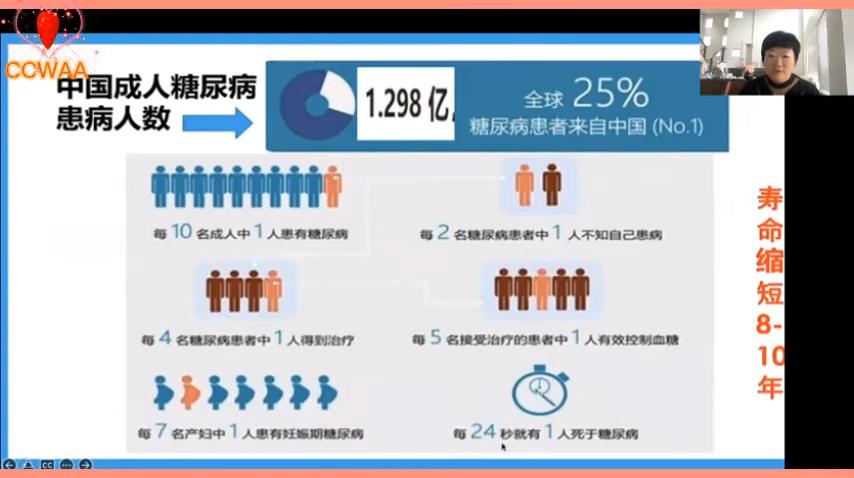 CCWAA
中国成人糖尿病
患病人数
1.298 亿
全球 25%
糖尿病患者来自中国 (No.1)
每 10 名成人中 1 人患有糖尿病
每 2 名糖尿病患者中 1 人不知自己患病
每 4 名糖尿病患者中 1 人得到治疗
每 5 名接受治疗的患者中 1 人有效控制血糖
每 7 名产妇中 1 人患有妊娠期糖尿病
每 24 秒就有 1 人死于糖尿病
寿
命
缩
短
8-
10
年